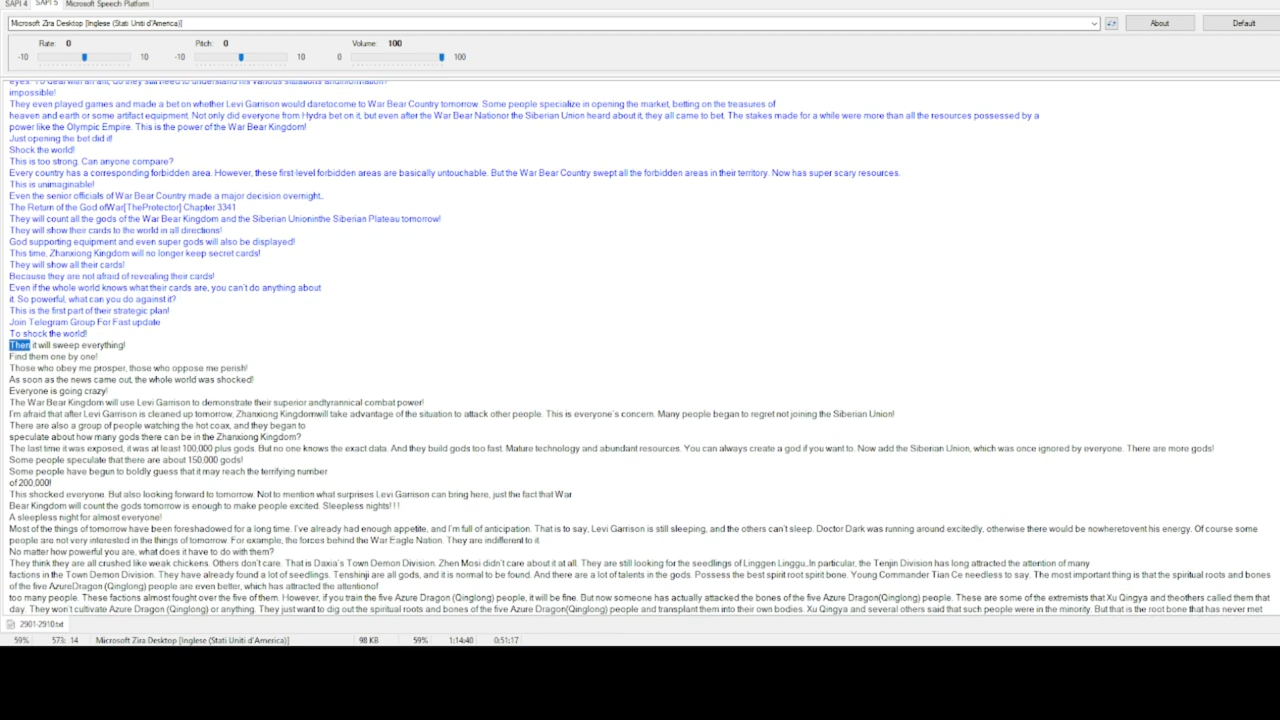 SAPI 4 SAPI 5 Microsoft Speech Platform
Microsoft Zira Desktop [Inglese (Stati Uniti d'America)] About Default
Rate: 0 Pitch: 0 Volume: 100
-10 10 -10 10 0 100
impossible!
They even played games and made a bet on whether Levi Garrison would daretocome to War Bear Country tomorrow. Some people specialize in opening the market, betting on the treasures of
heaven and earth or some artifact equipment. Not only did everyone from Hydra bet on it, but even after the War Bear Nationor the Siberian Union heard about it, they all came to bet. The stakes made for a while were more than all the resources possessed by a
power like the Olympic Empire. This is the power of the War Bear Kingdom!
Just opening the bet did it!
Shock the world!
This is too strong. Can anyone compare?
Every country has a corresponding forbidden area. However, these first level forbidden areas are basically untouchable. But the War Bear Country swept all the forbidden areas in their territory. Now has super scary resources.
This is unimaginable!
Even the senior officials of War Bear Country made a major decision overnight..
The Return of the God ofWar[TheProtector] Chapter 3341
They will count all the gods of the War Bear Kingdom and the Siberian Unioninthe Siberian Plateau tomorrow!
They will show their cards to the world in all directions!
God supporting equipment and even super gods will also be displayed!
This time, Zhanxiong Kingdom will no longer keep secret cards!
They will show all their cards!
Because they are not afraid of revealing their cards!
Even if the whole world knows what their cards are, you can't do anything about
it. So powerful, what can you do against it?
This is the first part of their strategic plan!
Join Telegram Group For Fast update
To shock the world!
Then it will sweep everything!
Find them one by one!
Those who obey me prosper, those who oppose me perish!
As soon as the news came out, the whole world was shocked!
Everyone is going crazy!
The War Bear Kingdom will use Levi Garrison to demonstrate their superior andtyrannical combat power!
I'm afraid that after Levi Garrison is cleaned up tomorrow, Zhanxiong Kingdomwill take advantage of the situation to attack other people. This is everyone's concern. Many people began to regret not joining the Siberian Union!
There are also a group of people watching the hot coax, and they began to
speculate about how many gods there can be in the Zhanxiong Kingdom?
The last time it was exposed, it was at least 100,000 plus gods. But no one knows the exact data. And they build gods too fast. Mature technology and abundant resources. You can always create a god if you want to. Now add the Siberian Union, which was once ignored by everyone. There are more gods!
Some people speculate that there are about 150,000 gods!
Some people have begun to boldly guess that it may reach the terrifying number
of 200,000!
This shocked everyone. But also looking forward to tomorrow. Not to mention what surprises Levi Garrison can bring here, just the fact that War
Bear Kingdom will count the gods tomorrow is enough to make people excited. Sleepless nights! ! !
A sleepless night for almost everyone!
Most of the things of tomorrow have been foreshadowed for a long time. I've already had enough appetite, and I'm full of anticipation. That is to say, Levi Garrison is still sleeping, and the others can't sleep. Doctor Dark was running around excitedly, otherwise there would be nowheretovent his energy. Of course some
people are not very interested in the things of tomorrow. For example, the forces behind the War Eagle Nation. They are indifferent to it
No matter how powerful you are, what does it have to do with them?
They think they are all crushed like weak chickens. Others don't care. That is Daxia's Town Demon Division. Zhen Mosi didn't care about it at all. They are still looking for the seedlings of Linggen Linggu...In particular, the Tenjin Division has long attracted the attention of many
factions in the Town Demon Division. They have already found a lot of seedlings. Tenshinji are all gods, and it is normal to be found. And there are a lot of talents in the gods. Possess the best spirit root spirit bone. Young Commander Tian Ce needless to say. The most important thing is that the spiritual roots and bones
of the five AzureDragon (Qinglong) people are even better, which has attracted the attentionof
too many people. These factions almost fought over the five of them. However, if you train the five Azure Dragon (Qinglong) people, it will be fine. But now someone has actually attacked the bones of the five Azure Dragon(Qinglong) people. These are some of the extremists that Xu Qingya and theothers called them that
day. They won't cultivate Azure Dragon (Qinglong) or anything. They just want to dig out the spiritual roots and bones of the five Azure Dragon(Qinglong) people and transplant them into their own bodies. Xu Qingya and several others said that such people were in the minority. But that is the root bone that has never met
2901-2910.txt
59% 573: 14 Microsoft Zira Desktop [Inglese (Stati Uniti d'America)] 98 KB 59% 1:14:40 0:51:17